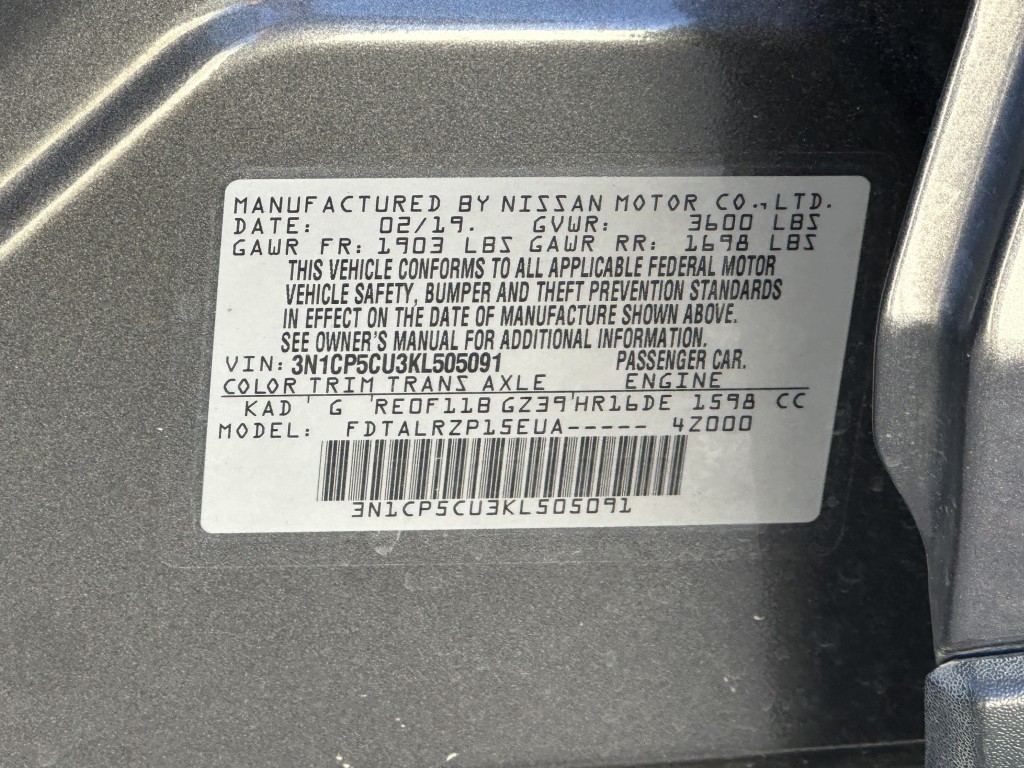 MANUFACTURED BY NISSAN MOTOR CO.,LTD.
DATE: 02/19. GVWR: 3600 LBS
GAWR FR: 1903 LBS GAWR RR: 1698 LBS
THIS VEHICLE CONFORMS TO ALL APPLICABLE FEDERAL MOTOR
VEHICLE SAFETY, BUMPER AND THEFT PREVENTION STANDARDS
IN EFFECT ON THE DATE OF MANUFACTURE SHOWN ABOVE.
SEE OWNER'S MANUAL FOR ADDITIONAL INFORMATION.
VIN: 3N1CP5CU3KL505091 PASSENGER CAR.
COLOR TRIM TRANS AXLE ENGINE
KAD G RE0F11B GZ39 HR16DE 1598 CC
MODEL: FDTALRZP15EUA----- 4Z000
3N1CP5CU3KL505091